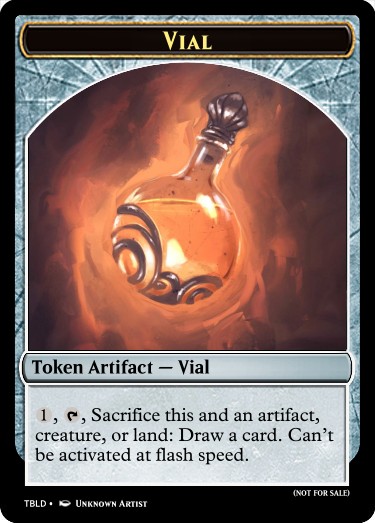 Vial
Token Artifact — Vial
1, T, Sacrifice this and an artifact,
creature, or land: Draw a card. Can't
be activated at flash speed.
(NOT FOR SALE)
TBLD • Unknown Artist